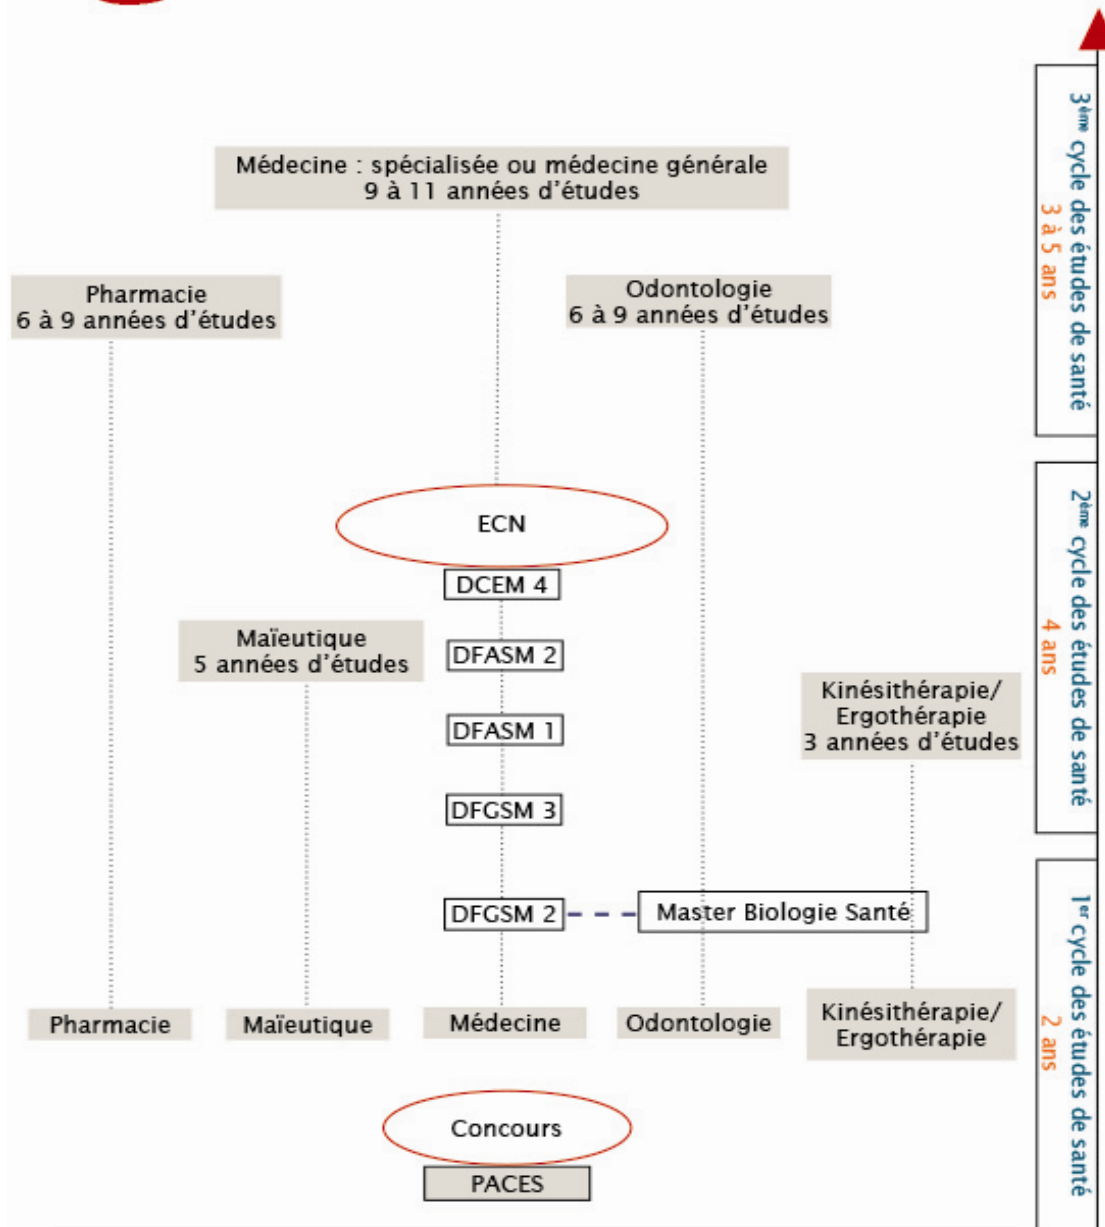 Médecine : spécialisée ou médecine générale
9 à 11 années d'études
Pharmacie
6 à 9 années d'études
Odontologie
6 à 9 années d'études
ECN
DCEM 4
Maïeutique
5 années d'études
DFASM 2
Kinésithérapie/
Ergothérapie
3 années d'études
DFASM 1
DFGSM 3
DFGSM 2
Master Biologie Santé
Pharmacie
Maïeutique
Médecine
Odontologie
Kinésithérapie/
Ergothérapie
Concours
PACES
3ème cycle des études de santé
3 à 5 ans
2ème cycle des études de santé
4 ans
1er cycle des études de santé
2 ans